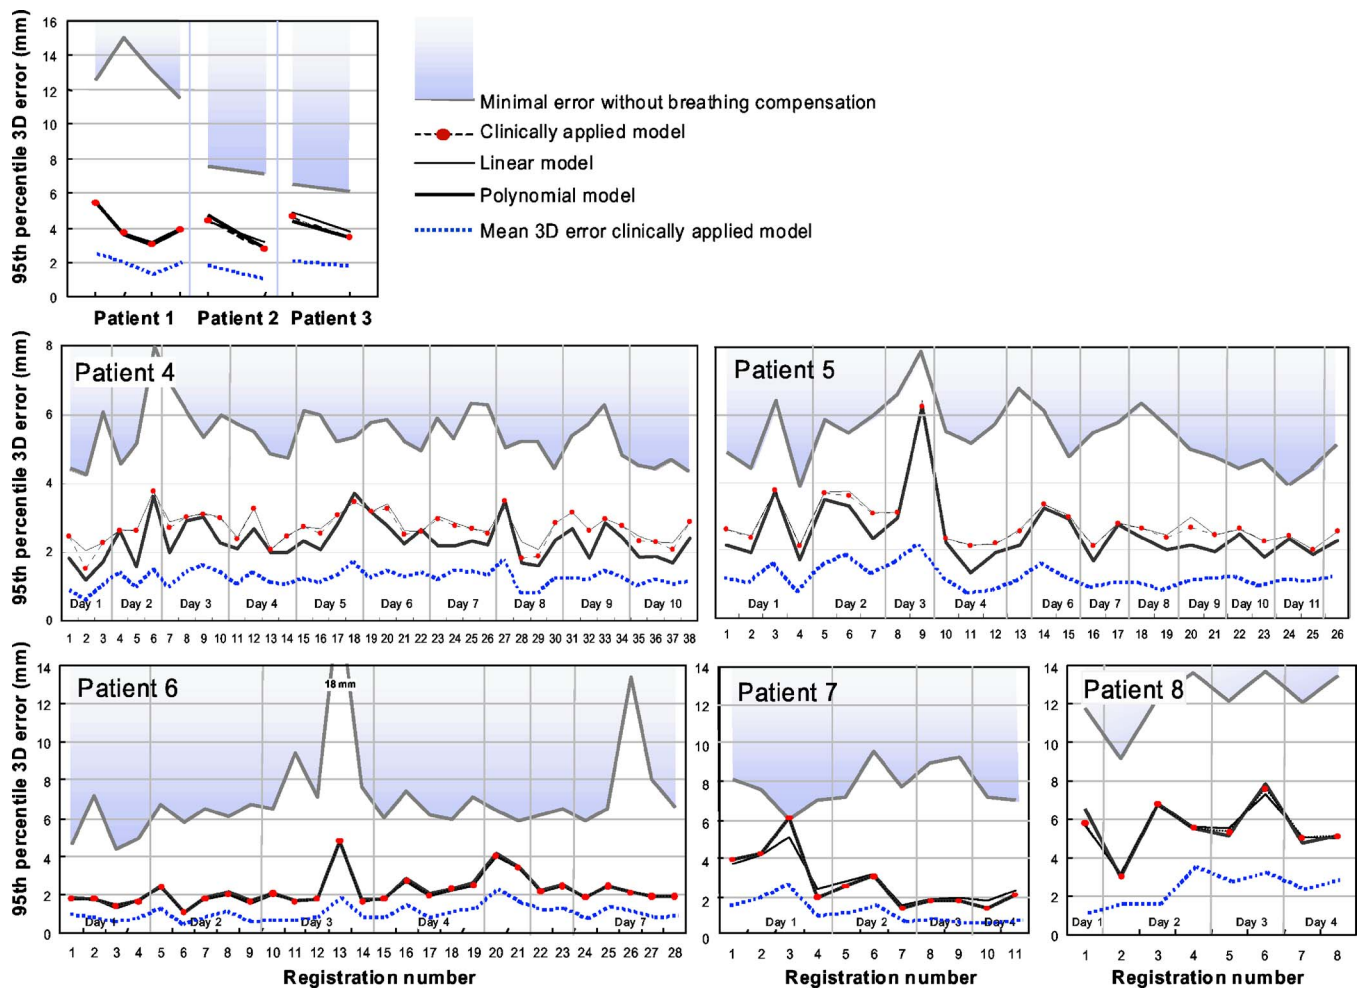 95th percentile 3D error (mm)
16
14
12
10
8
6
4
2
0
Patient 1 Patient 2 Patient 3
Minimal error without breathing compensation
Clinically applied model
Linear model
Polynomial model
Mean 3D error clinically applied model
95th percentile 3D error (mm)
8
6
4
2
0
Patient 4
Day 1 Day 2 Day 3 Day 4 Day 5 Day 6 Day 7 Day 8 Day 9 Day 10
1 2 3 4 5 6 7 8 9 10 11 12 13 14 15 16 17 18 19 20 21 22 23 24 25 26 27 28 29 30 31 32 33 34 35 36 37 38
Patient 5
Day 1 Day 2 Day 3 Day 4 Day 6 Day 7 Day 8 Day 9 Day 10 Day 11
1 2 3 4 5 6 7 8 9 10 11 12 13 14 15 16 17 18 19 20 21 22 23 24 25 26
95th percentile 3D error (mm)
14
12
10
8
6
4
2
0
Patient 6
18 mm
Day 1 Day 2 Day 3 Day 4 Day 7
1 2 3 4 5 6 7 8 9 10 11 12 13 14 15 16 17 18 19 20 21 22 23 24 25 26 27 28
Registration number
14
12
10
8
6
4
2
0
Patient 7
Day 1 Day 2 Day 3 Day 4
1 2 3 4 5 6 7 8 9 10 11
Registration number
14
12
10
8
6
4
2
0
Patient 8
Day 1 Day 2 Day 3 Day 4
1 2 3 4 5 6 7 8
Registration number